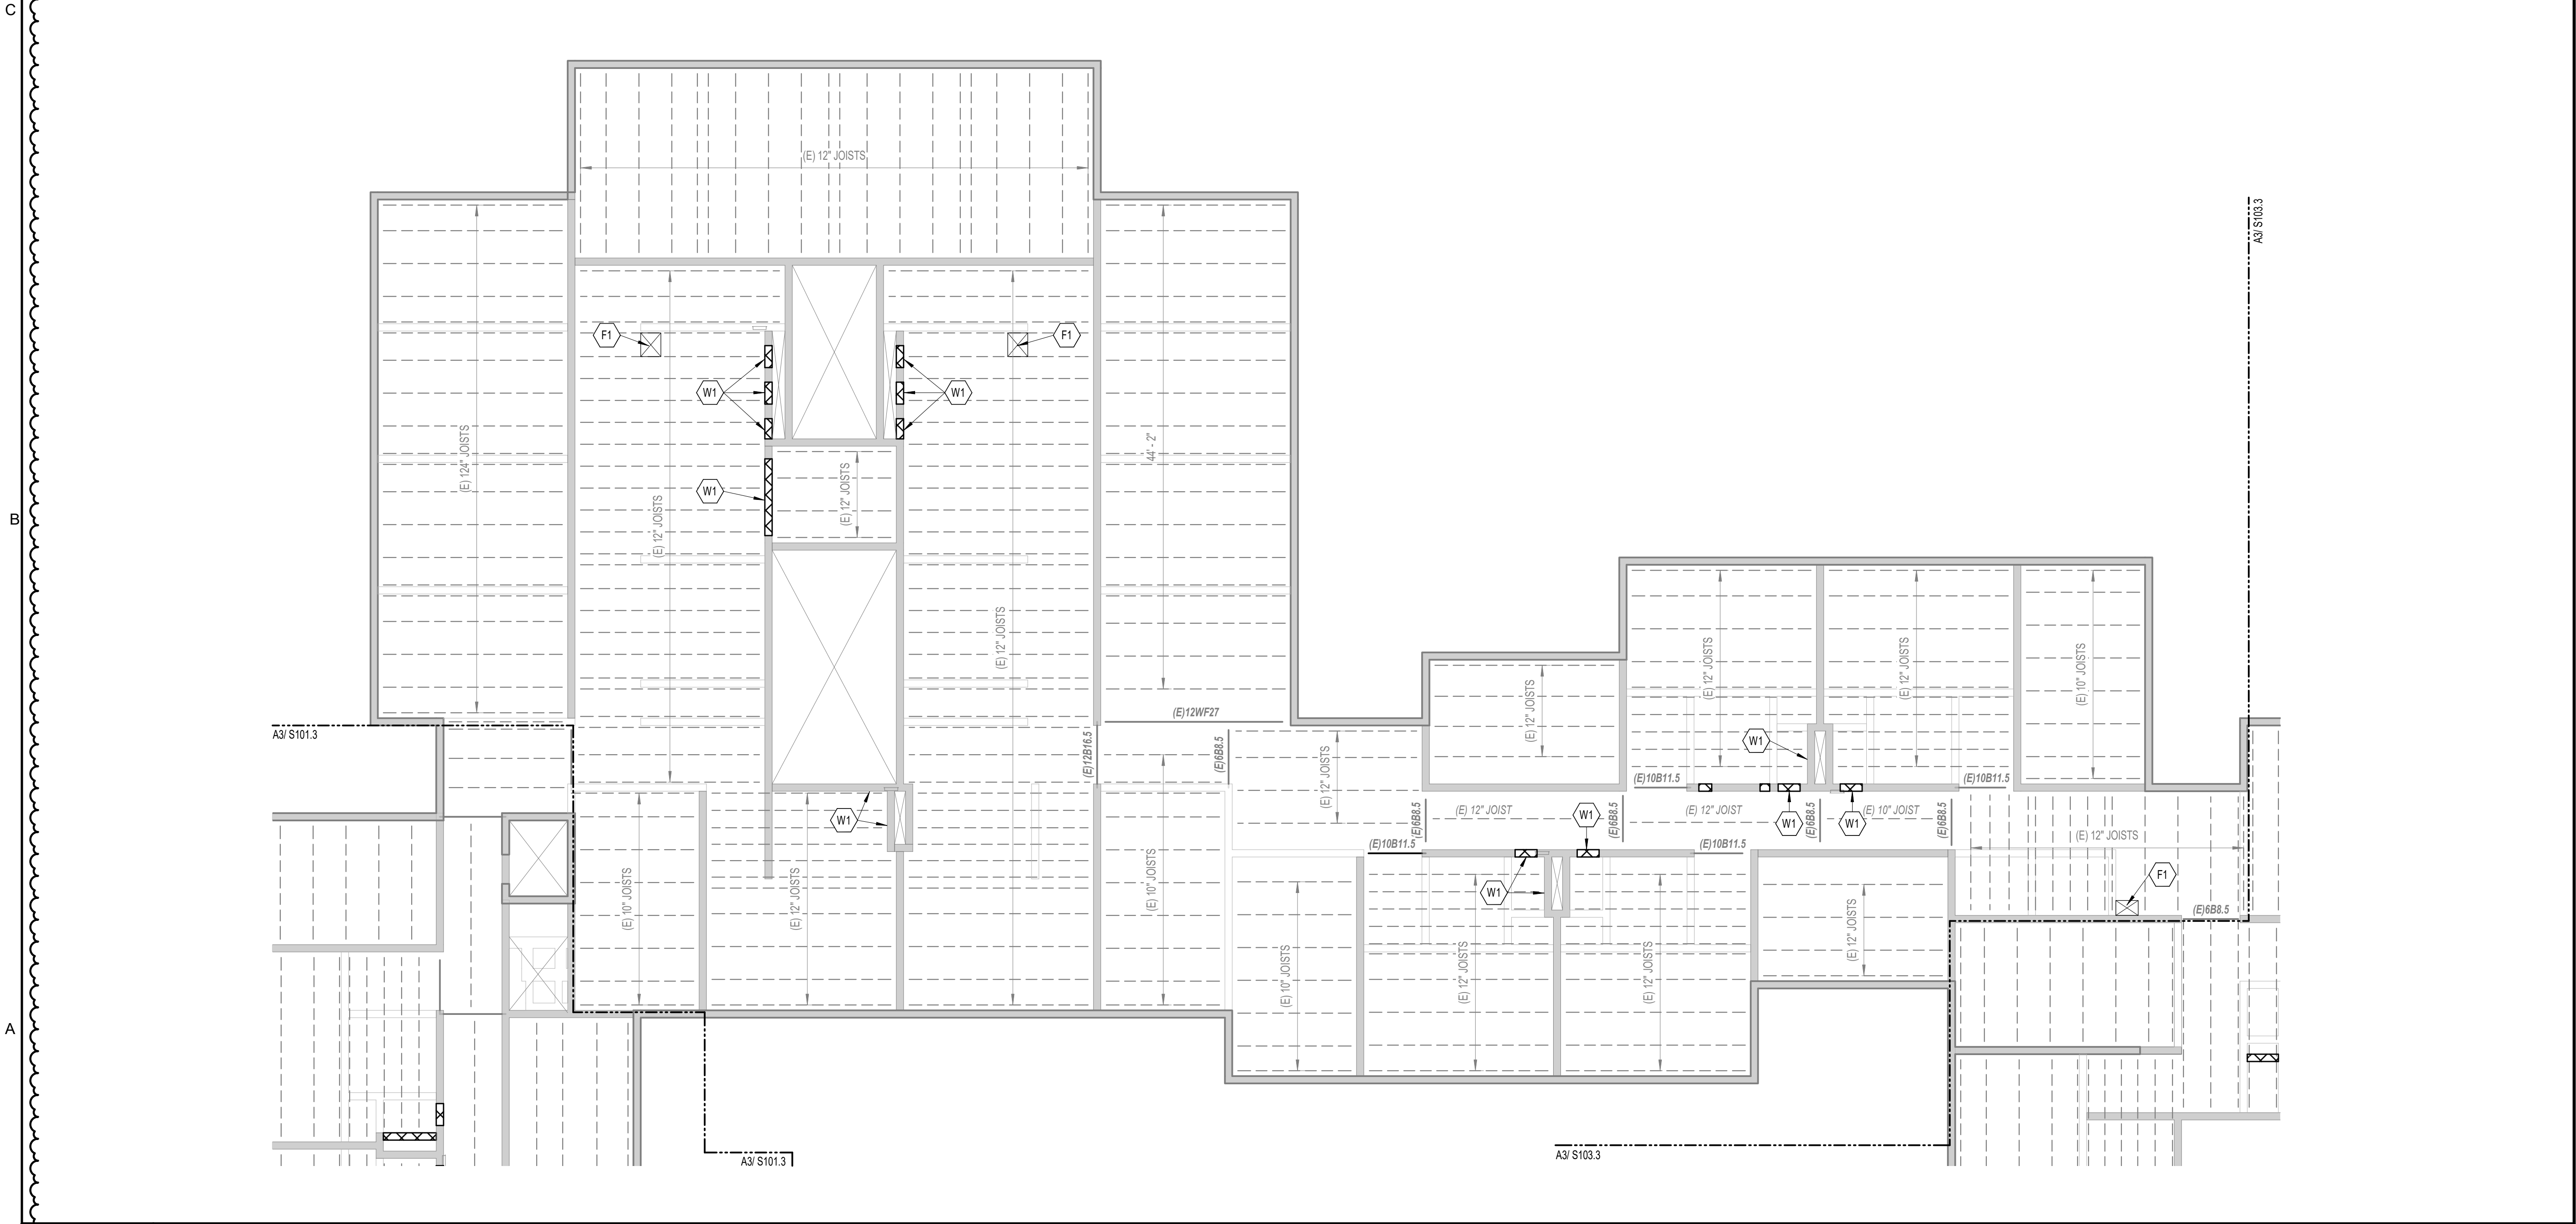 C
(E) 12" JOISTS
A3/ S103.3
F1
F1
W1
W1
(E) 124" JOISTS
44' - 2"
(E) 12" JOISTS
W1
(E) 12" JOISTS
B
(E) 12" JOISTS
(E) 12" JOISTS
(E) 12" JOISTS
(E) 10" JOISTS
(E) 12" JOISTS
(E)12WF27
A3/ S101.3
(E)12B16.5
(E)6B8.5
(E) 12" JOISTS
W1
(E)10B11.5
(E)10B11.5
(E)6B8.5
(E) 12" JOIST
W1
(E)6B8.5
(E) 12" JOIST
W1
(E)6B8.5
W1
(E) 10" JOIST
(E)6B8.5
(E) 12" JOISTS
W1
(E)10B11.5
(E)10B11.5
(E) 10" JOISTS
(E) 12" JOISTS
(E) 10" JOISTS
W1
F1
(E)6B8.5
(E) 10" JOISTS
(E) 12" JOISTS
(E) 12" JOISTS
(E) 12" JOISTS
A
A3/ S101.3
A3/ S103.3